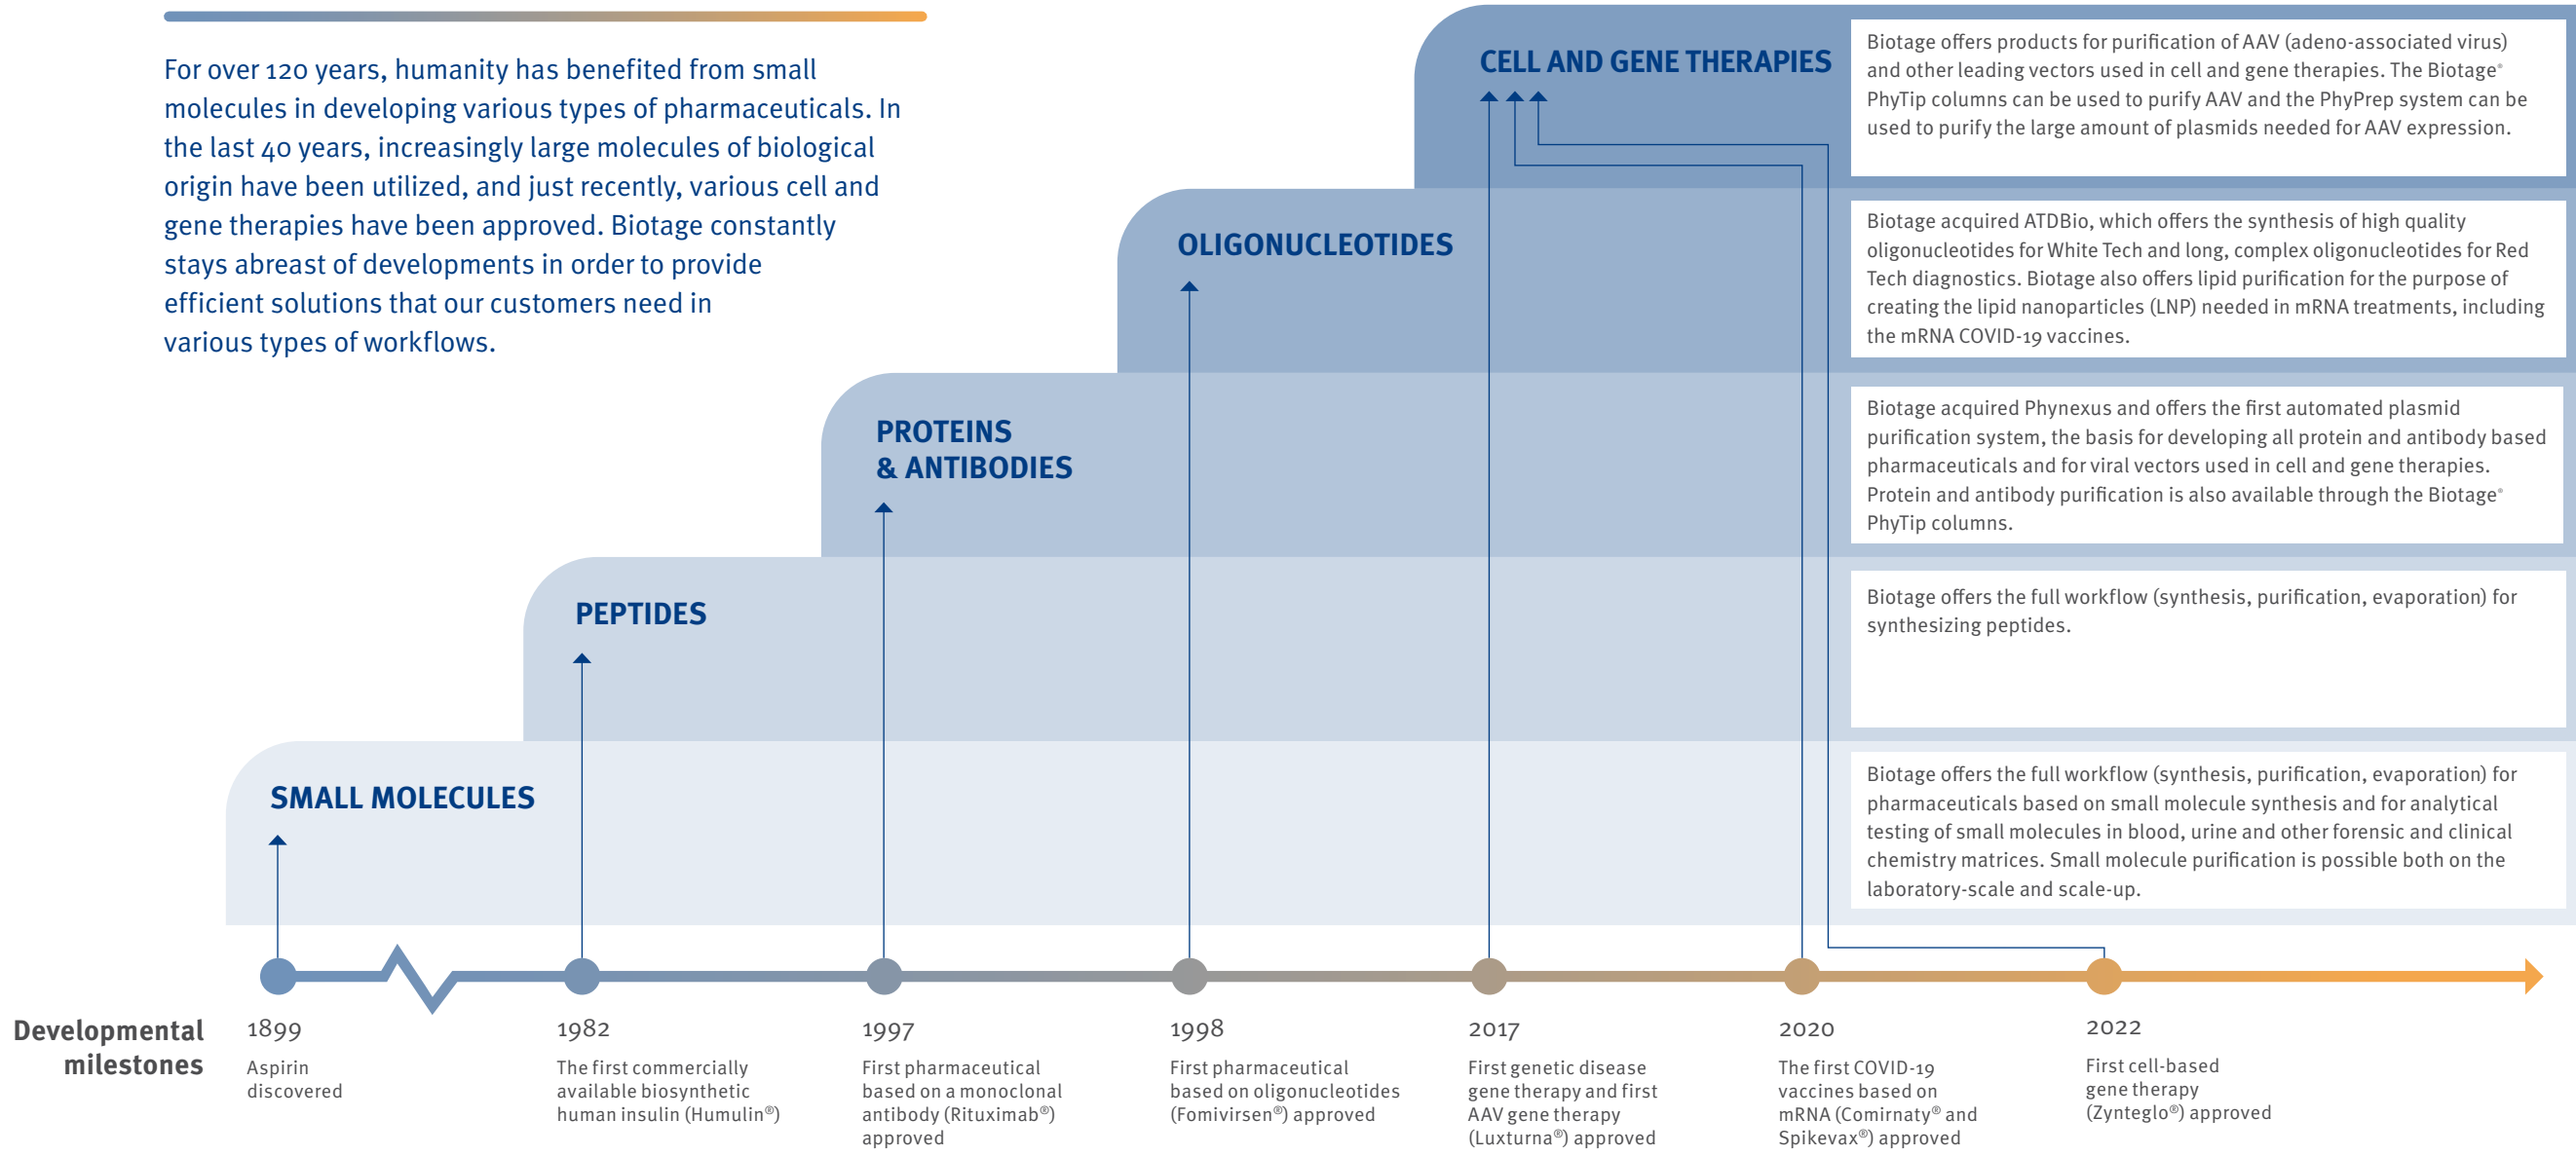 For over 120 years, humanity has benefited from small
molecules in developing various types of pharmaceuticals. In
the last 40 years, increasingly large molecules of biological
origin have been utilized, and just recently, various cell and
gene therapies have been approved. Biotage constantly
stays abreast of developments in order to provide
efficient solutions that our customers need in
various types of workflows.
CELL AND GENE THERAPIES
Biotage offers products for purification of AAV (adeno-associated virus)
and other leading vectors used in cell and gene therapies. The Biotage®
PhyTip columns can be used to purify AAV and the PhyPrep system can be
used to purify the large amount of plasmids needed for AAV expression.
OLIGONUCLEOTIDES
Biotage acquired ATDBio, which offers the synthesis of high quality
oligonucleotides for White Tech and long, complex oligonucleotides for Red
Tech diagnostics. Biotage also offers lipid purification for the purpose of
creating the lipid nanoparticles (LNP) needed in mRNA treatments, including
the mRNA COVID-19 vaccines.
PROTEINS
& ANTIBODIES
Biotage acquired Phynexus and offers the first automated plasmid
purification system, the basis for developing all protein and antibody based
pharmaceuticals and for viral vectors used in cell and gene therapies.
Protein and antibody purification is also available through the Biotage®
PhyTip columns.
PEPTIDES
Biotage offers the full workflow (synthesis, purification, evaporation) for
synthesizing peptides.
SMALL MOLECULES
Biotage offers the full workflow (synthesis, purification, evaporation) for
pharmaceuticals based on small molecule synthesis and for analytical
testing of small molecules in blood, urine and other forensic and clinical
chemistry matrices. Small molecule purification is possible both on the
laboratory-scale and scale-up.
Developmental
milestones
1899
Aspirin
discovered
1982
The first commercially
available biosynthetic
human insulin (Humulin®)
1997
First pharmaceutical
based on a monoclonal
antibody (Rituximab®)
approved
1998
First pharmaceutical
based on oligonucleotides
(Fomivirsen®) approved
2017
First genetic disease
gene therapy and first
AAV gene therapy
(Luxturna®) approved
2020
The first COVID-19
vaccines based on
mRNA (Comirnaty® and
Spikevax®) approved
2022
First cell-based
gene therapy
(Zynteglo®) approved